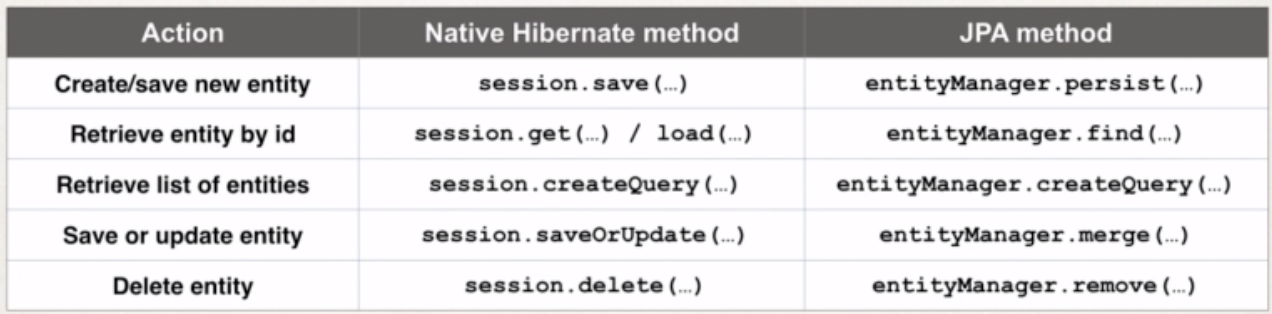 Action Native Hibernate method JPA method
Create/save new entity session.save(…) entityManager.persist(…)
Retrieve entity by id session.get(…) / load(…) entityManager.find(…)
Retrieve list of entities session.createQuery(…) entityManager.createQuery(…)
Save or update entity session.saveOrUpdate(…) entityManager.merge(…)
Delete entity session.delete(…) entityManager.remove(…)